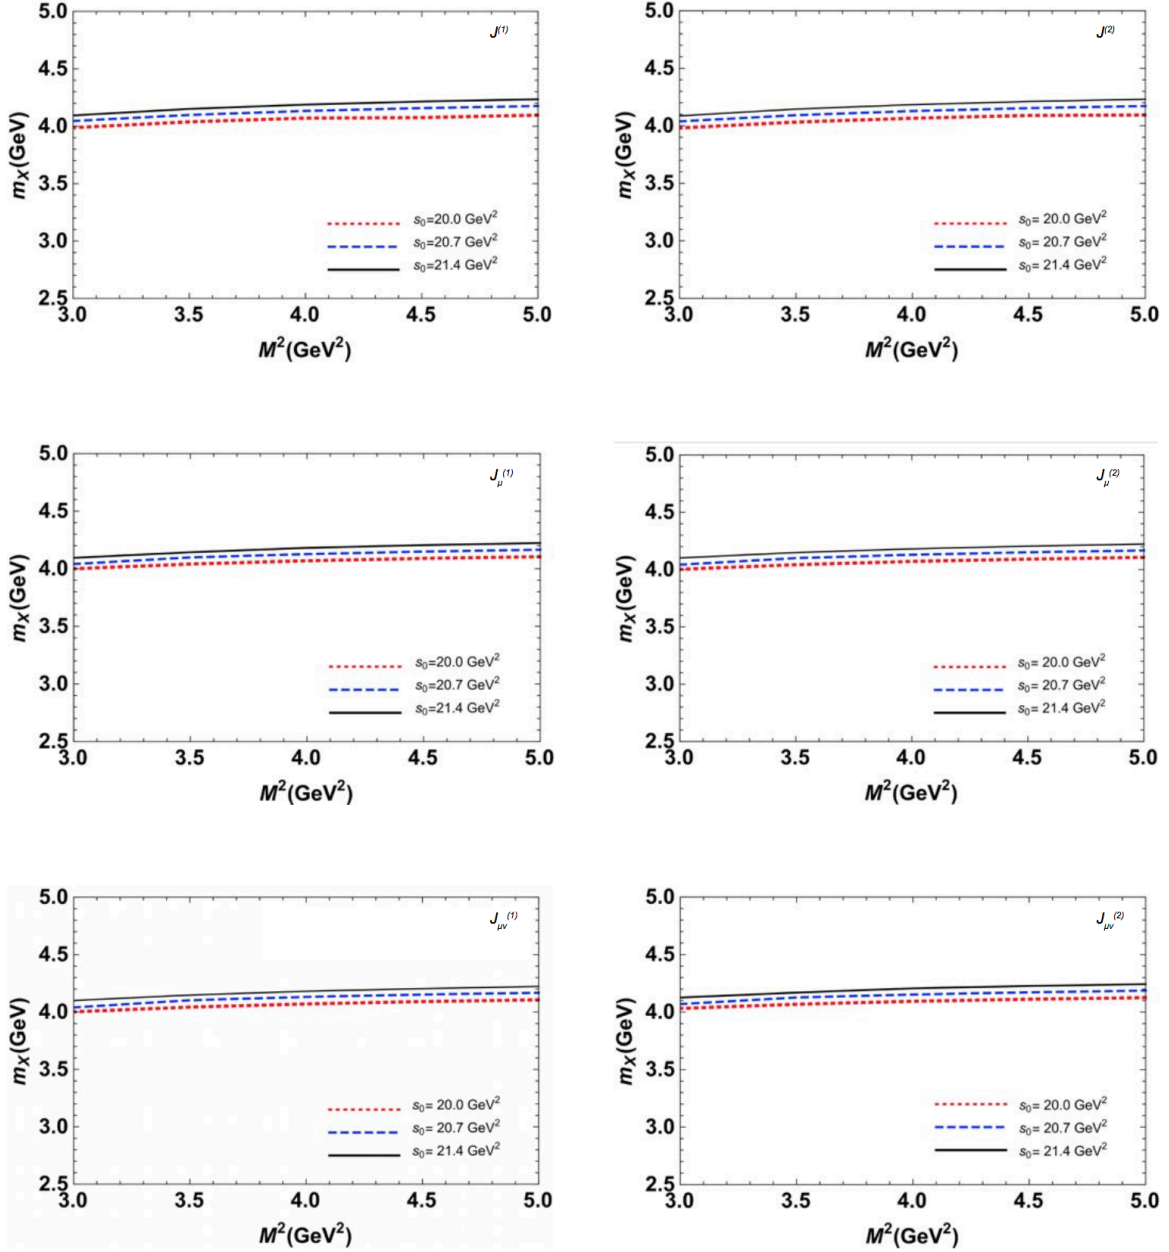 J(1)
5.0
4.5
4.0
3.5
3.0
2.5
mX(GeV)
s0=20.0 GeV2
s0=20.7 GeV2
s0=21.4 GeV2
3.0 3.5 4.0 4.5 5.0
M2(GeV2)
J(2)
5.0
4.5
4.0
3.5
3.0
2.5
mX(GeV)
s0= 20.0 GeV2
s0= 20.7 GeV2
s0= 21.4 GeV2
3.0 3.5 4.0 4.5 5.0
M2(GeV2)
Jμ(1)
5.0
4.5
4.0
3.5
3.0
2.5
mX(GeV)
s0=20.0 GeV2
s0=20.7 GeV2
s0=21.4 GeV2
3.0 3.5 4.0 4.5 5.0
M2(GeV2)
Jμ(2)
5.0
4.5
4.0
3.5
3.0
2.5
mX(GeV)
s0= 20.0 GeV2
s0= 20.7 GeV2
s0= 21.4 GeV2
3.0 3.5 4.0 4.5 5.0
M2(GeV2)
Jμν(1)
5.0
4.5
4.0
3.5
3.0
2.5
mX(GeV)
s0= 20.0 GeV2
s0= 20.7 GeV2
s0= 21.4 GeV2
3.0 3.5 4.0 4.5 5.0
M2(GeV2)
Jμν(2)
5.0
4.5
4.0
3.5
3.0
2.5
mX(GeV)
s0= 20.0 GeV2
s0= 20.7 GeV2
s0= 21.4 GeV2
3.0 3.5 4.0 4.5 5.0
M2(GeV2)